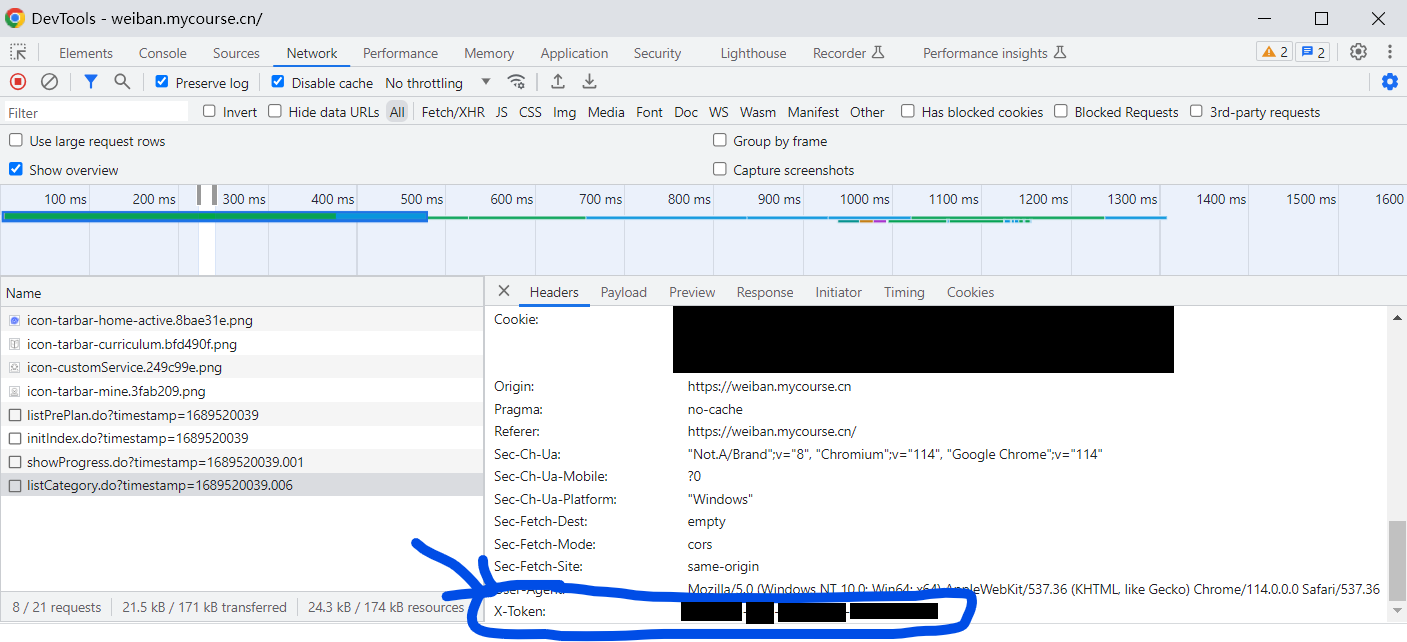 DevTools - weiban.mycourse.cn/
Elements Console Sources Network Performance Memory Application Security Lighthouse Recorder Performance insights 2 2
Preserve log Disable cache No throttling
Filter Invert Hide data URLs All Fetch/XHR JS CSS Img Media Font Doc WS Wasm Manifest Other Has blocked cookies Blocked Requests 3rd-party requests
Use large request rows Group by frame
Show overview Capture screenshots
100 ms 200 ms 300 ms 400 ms 500 ms 600 ms 700 ms 800 ms 900 ms 1000 ms 1100 ms 1200 ms 1300 ms 1400 ms 1500 ms 1600
Name
icon-tarbar-home-active.8bae31e.png
icon-tarbar-curriculum.bfd490f.png
icon-customService.249c99e.png
icon-tarbar-mine.3fab209.png
listPrePlan.do?timestamp=1689520039
initIndex.do?timestamp=1689520039
showProgress.do?timestamp=1689520039.001
listCategory.do?timestamp=1689520039.006
8 / 21 requests 21.5 kB / 171 kB transferred 24.3 kB / 174 kB resources
Headers Payload Preview Response Initiator Timing Cookies
Cookie:
Origin: https://weiban.mycourse.cn
Pragma: no-cache
Referer: https://weiban.mycourse.cn/
Sec-Ch-Ua: "Not.A/Brand";v="8", "Chromium";v="114", "Google Chrome";v="114"
Sec-Ch-Ua-Mobile: ?0
Sec-Ch-Ua-Platform: "Windows"
Sec-Fetch-Dest: empty
Sec-Fetch-Mode: cors
Sec-Fetch-Site: same-origin
User-Agent: Mozilla/5.0 (Windows NT 10.0; Win64; x64) AppleWebKit/537.36 (KHTML, like Gecko) Chrome/114.0.0.0 Safari/537.36
X-Token: